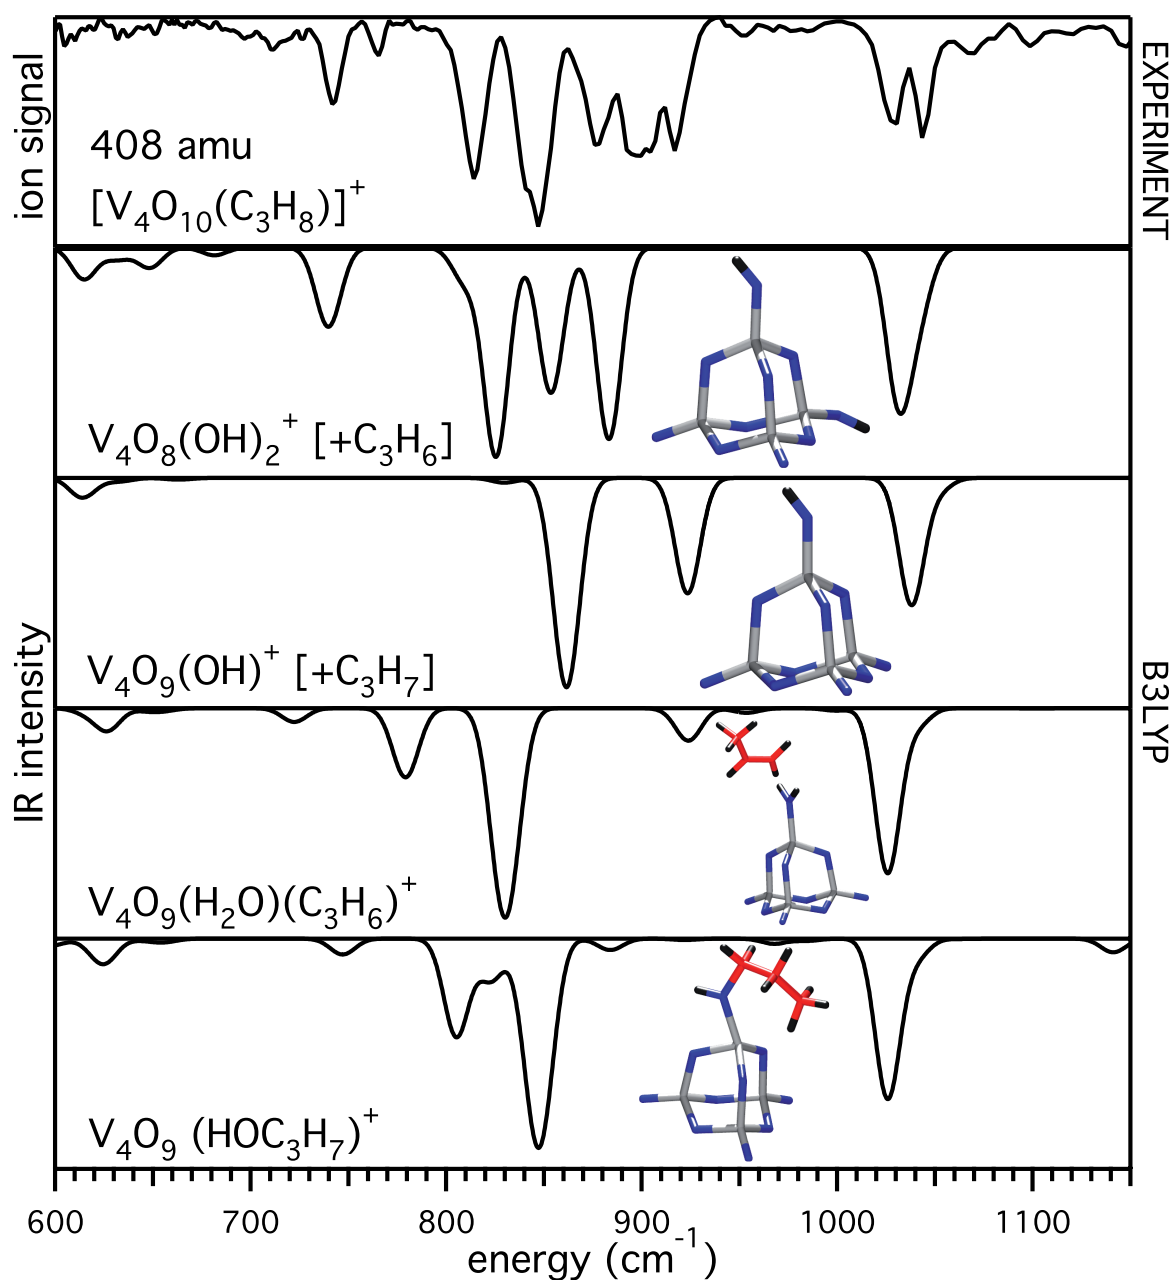 ion signal
EXPERIMENT
408 amu
[V₄O₁₀(C₃H₈)]⁺
V₄O₈(OH)₂⁺ [+C₃H₆]
V₄O₉(OH)⁺ [+C₃H₇]
IR intensity
B3LYP
V₄O₉(H₂O)(C₃H₆)⁺
V₄O₉ (HOC₃H₇)⁺
600 700 800 900 1000 1100
energy (cm⁻¹)